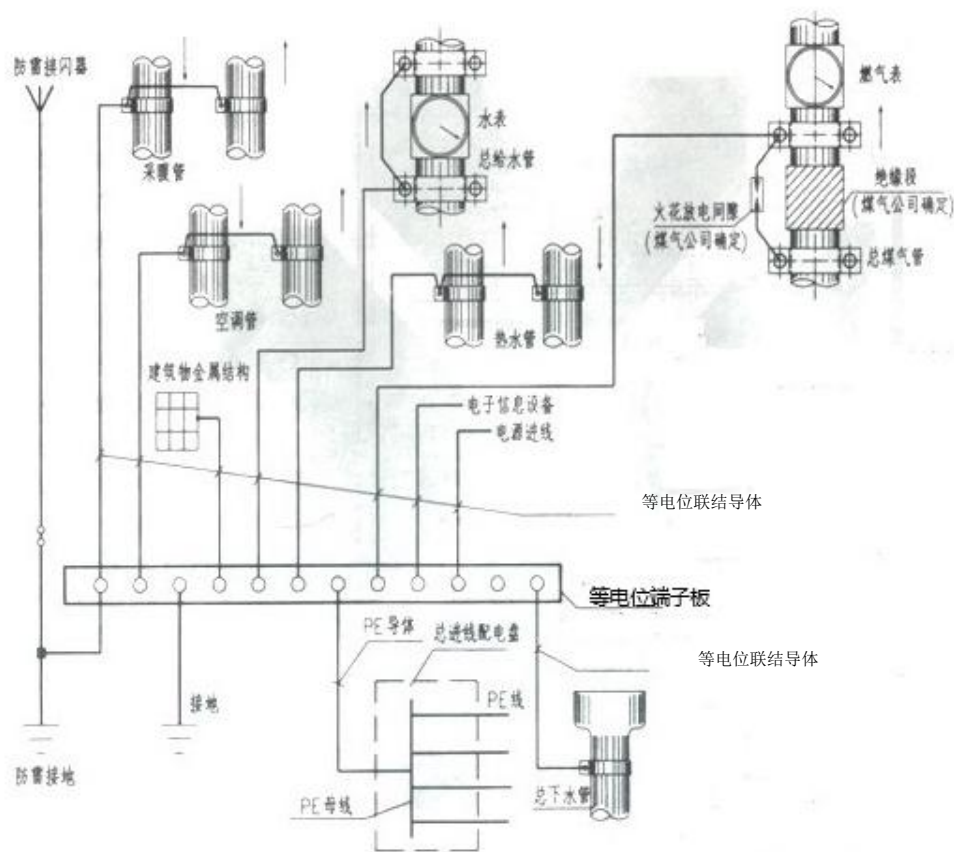 防雷接闪器
采暖管
水表
总给水管
燃气表
绝缘段
(煤气公司确定)
火花放电间隙
(煤气公司确定)
总煤气管
空调管
热水管
建筑物金属结构
电子信息设备
电源进线
等电位联结导体
等电位端子板
PE导体
总进线配电盘
等电位联结导体
接地
PE线
防雷接地
PE母线
总下水管